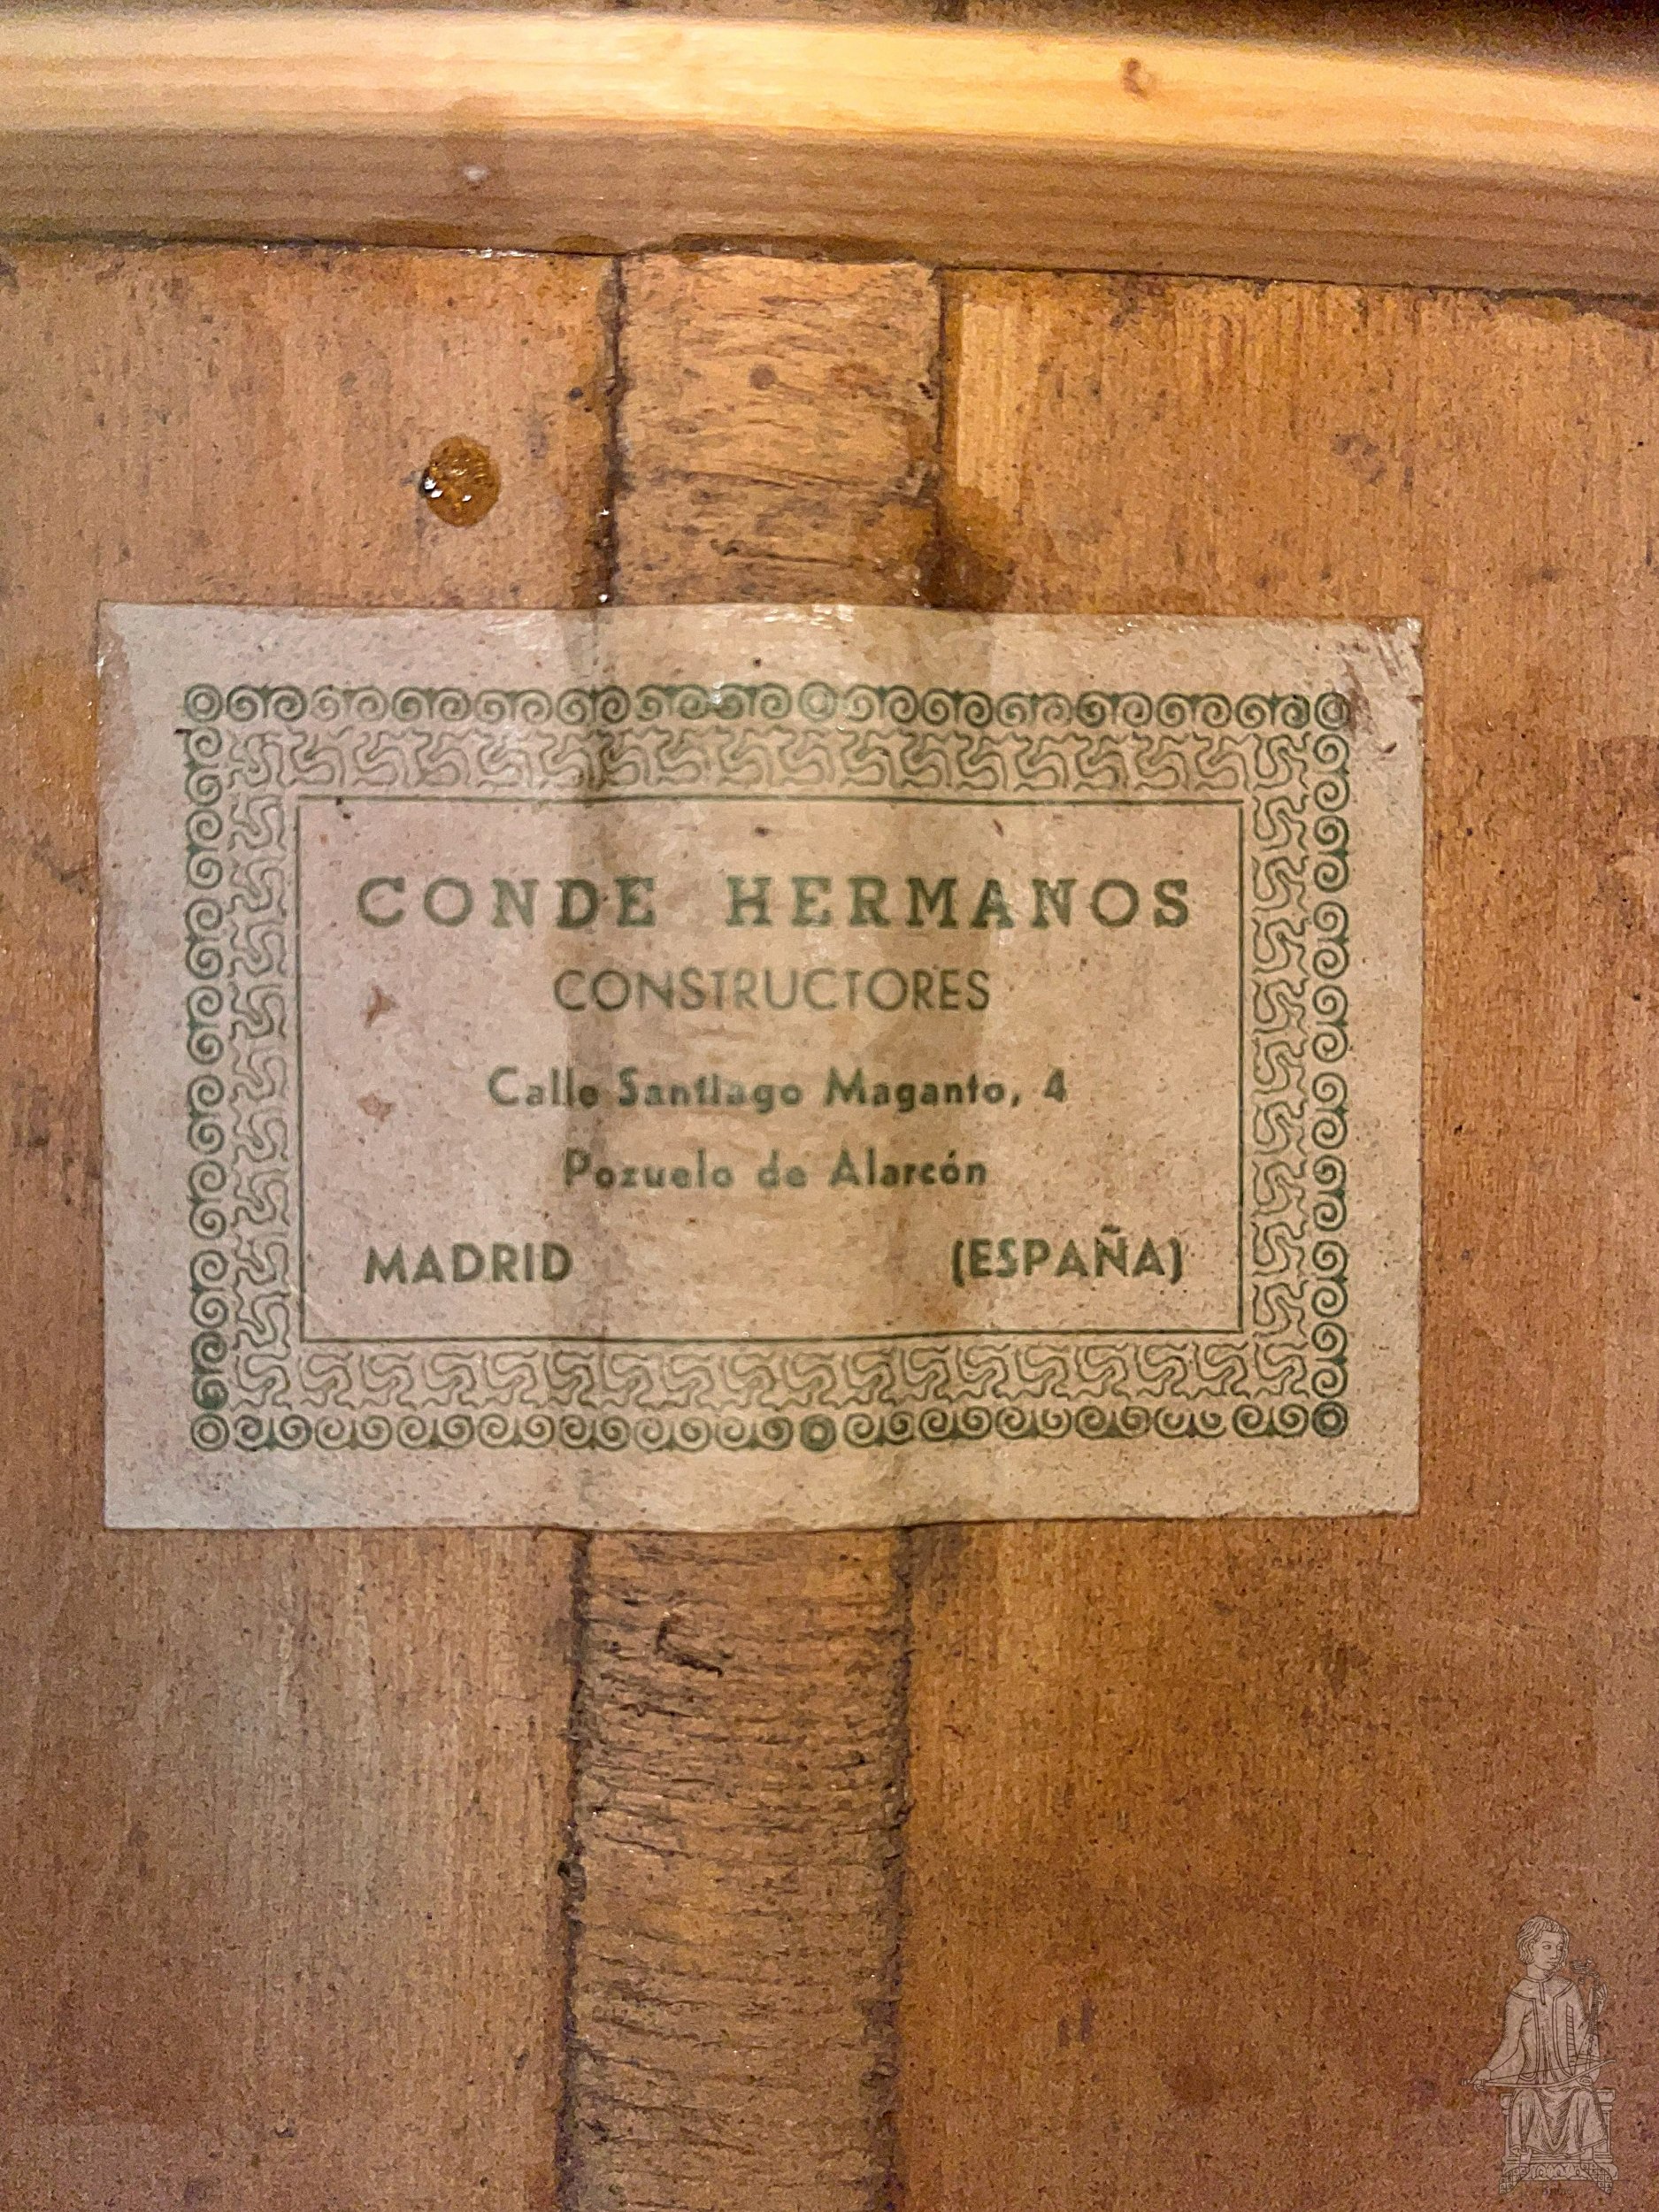 CONDE HERMANOS
CONSTRUCTORES
Calle Santiago Maganto, 4
Pozuelo de Alarcón
MADRID (ESPAÑA)